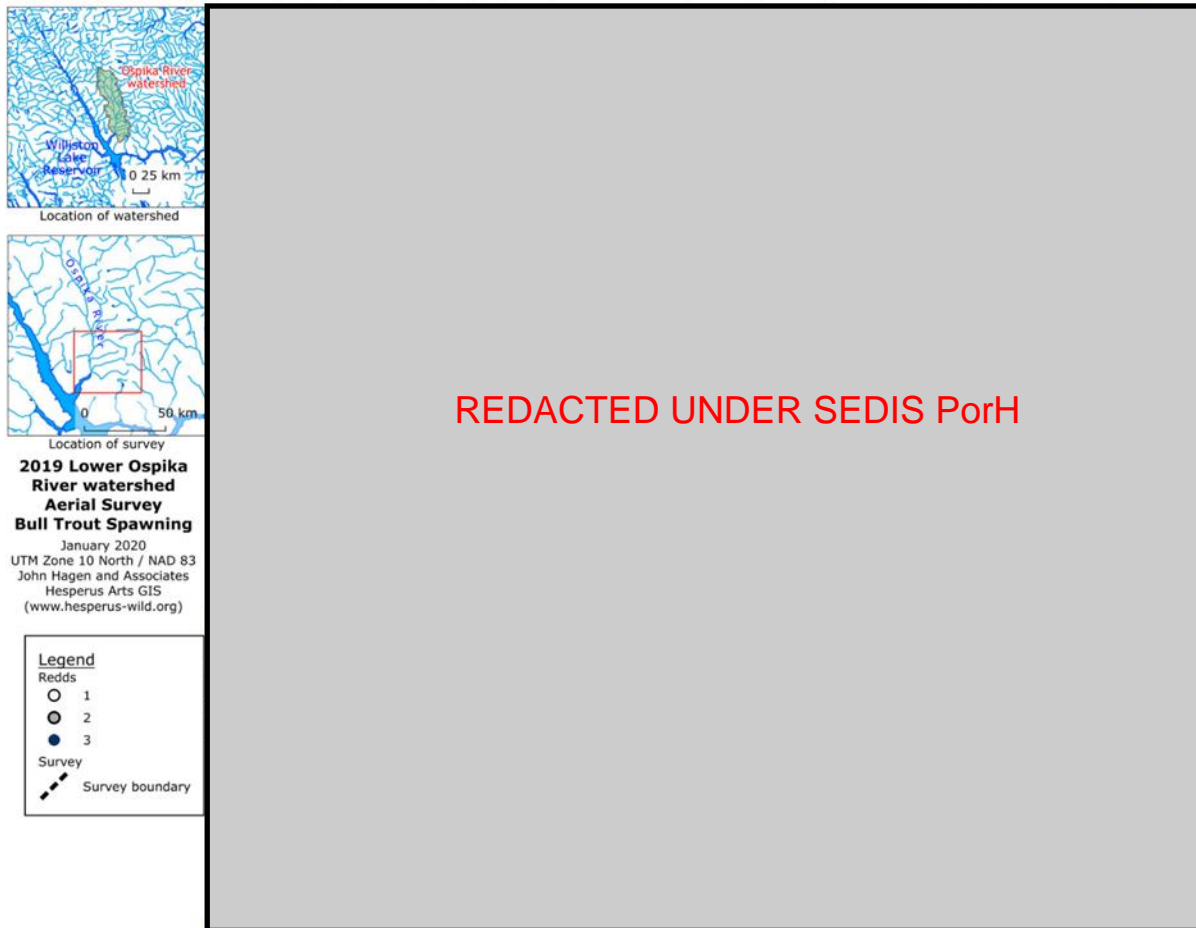 Ospika River
watershed
Williston
Lake
Reservoir
0 25 km
Location of watershed
Ospika River
0 50 km
Location of survey
2019 Lower Ospika
River watershed
Aerial Survey
Bull Trout Spawning
January 2020
UTM Zone 10 North / NAD 83
John Hagen and Associates
Hesperus Arts GIS
(www.hesperus-wild.org)
Legend
Redds
1
2
3
Survey
Survey boundary
REDACTED UNDER SEDIS PorH